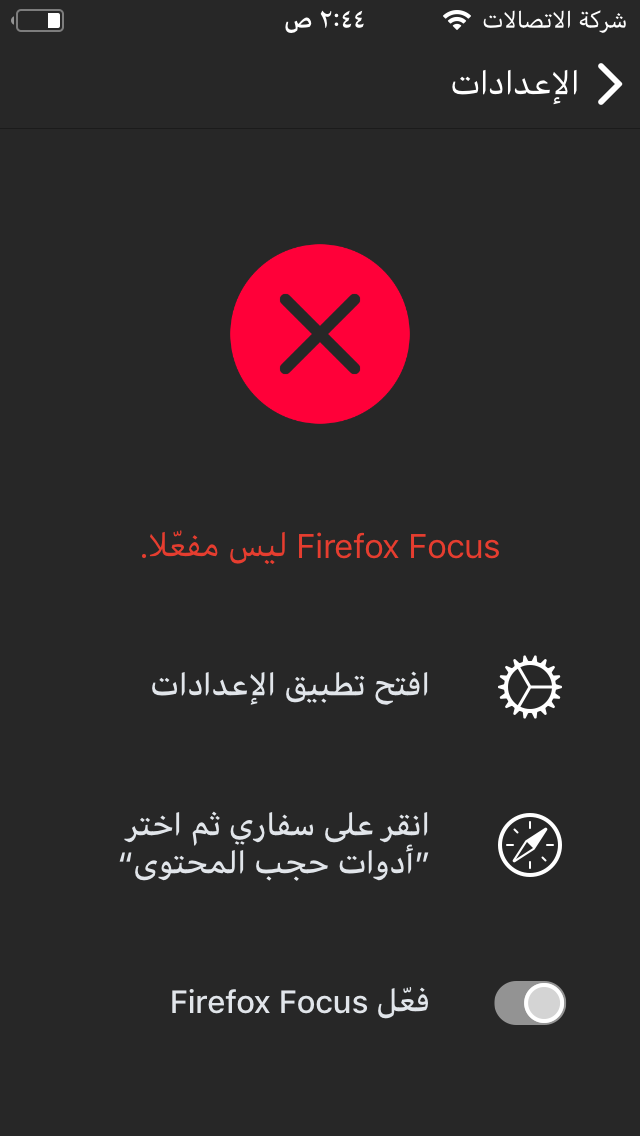 شركة الاتصالات ٢:٤٤ ص
الإعدادات
Firefox Focus ليس مفعّلا.
افتح تطبيق الإعدادات
انقر على سفاري ثم اختر
”أدوات حجب المحتوى“
فعّل Firefox Focus